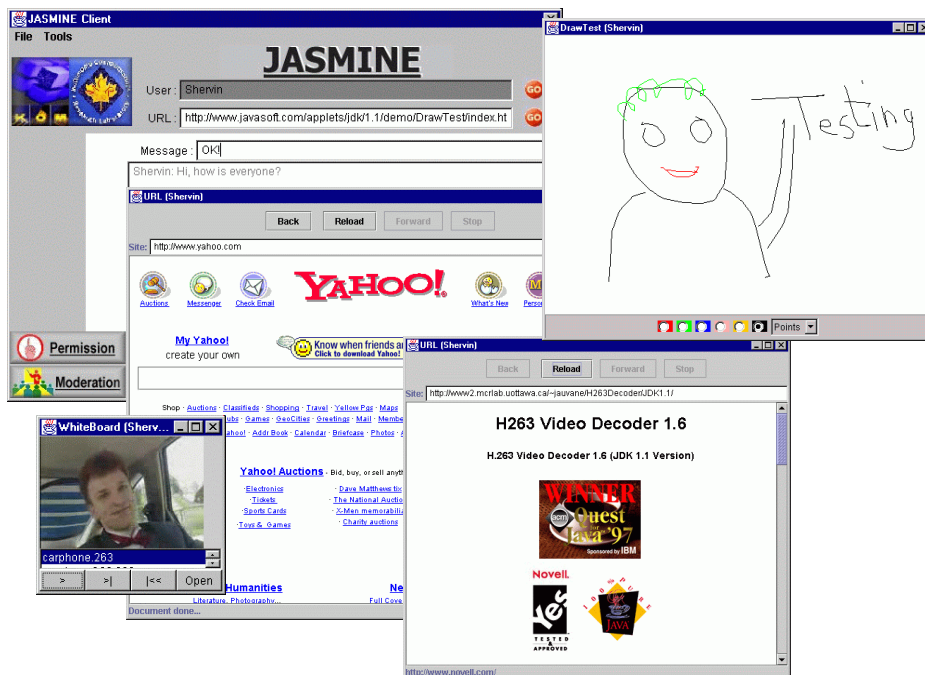 JASMINE Client
File Tools
JASMINE
User : Shervin GO
URL : http://www.javasoft.com/applets/jdk/1.1/demo/DrawTest/index.ht GO
Message : OK!
Shervin: Hi, how is everyone?
Permission
Moderation
DrawTest (Shervin)
Testing
Points
URL (Shervin)
Back Reload Forward Stop
Site: http://www.yahoo.com
Auctions Messenger Check Email YAHOO! What's New
My Yahoo!
create your own
Know when friends
Click to download Yahoo!
Shop · Auctions · Classifieds · Shopping · Travel · Yellow Pgs · Maps
· Games · GeoCities · Greetings · Mail
Addr Book · Calendar · Briefcase · Photos ·
Yahoo! Auctions - Bid, buy, or sell
·Electronics · Dave Matthews tix
·Tickets · The National
·Sports Cards · X-Men
·Toys & Games · Charity auctions
Humanities
Literature, Photography... Full
Document done...
WhiteBoard (Sherv...
carphone.263
> >| |<< Open
URL (Shervin)
Back Reload Forward Stop
Site: http://www2.mcrlab.uottawa.ca/~jauvane/H263Decoder/JDK1.1/
H263 Video Decoder 1.6
H.263 Video Decoder 1.6 (JDK 1.1 Version)
WINNER
acm Quest
for
Java'97
Sponsored by IBM
Novell.
Yes
TESTED
&
APPROVED
100% PURE
JAVA
http://www.novell.com/